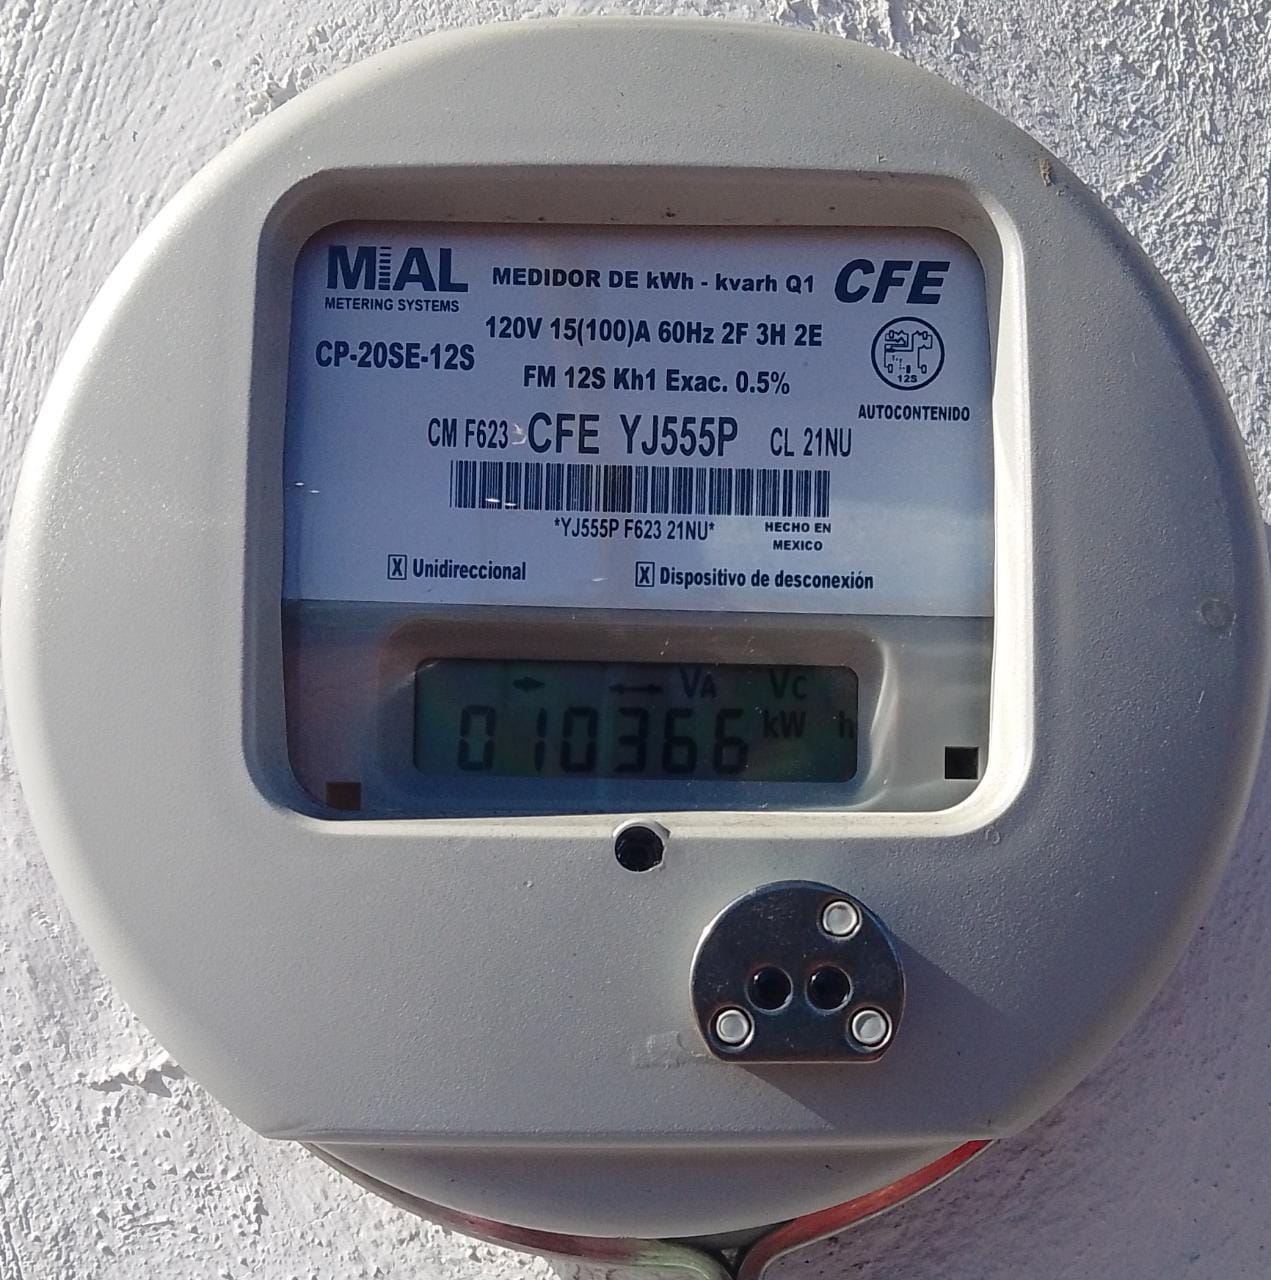 MIAL
METERING SYSTEMS
MEDIDOR DE kWh - kvarh Q1
CFE
120V 15(100)A 60Hz 2F 3H 2E
CP-20SE-12S
FM 12S Kh1 Exac. 0.5%
12S
AUTOCONTENIDO
CM F623 CFE YJ555P CL 21NU
*YJ555P F623 21NU*
HECHO EN
MEXICO
X Unidireccional
X Dispositivo de desconexión
VA VC
010366 kW h